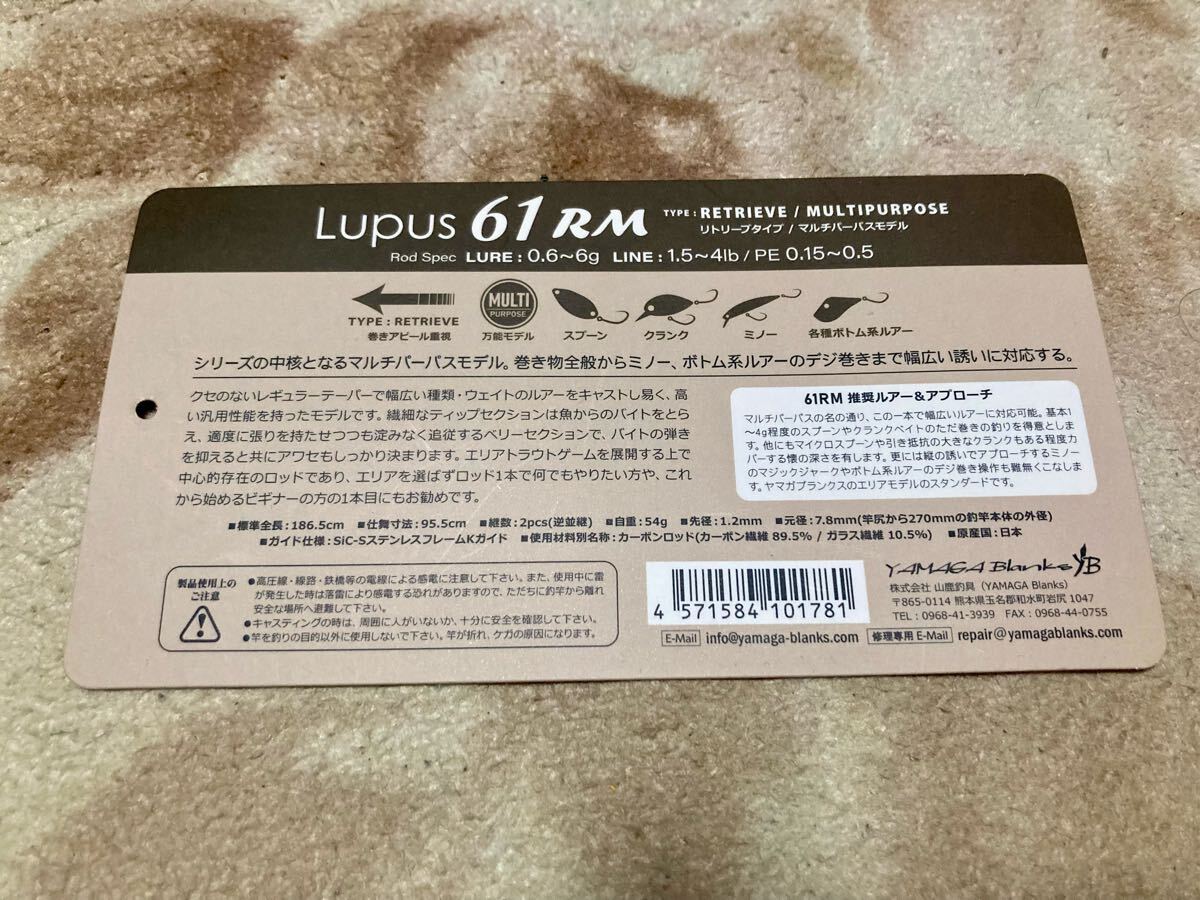 Lupus 61RM TYPE : RETRIEVE / MULTIPURPOSE
リトリーブタイプ / マルチパーパスモデル
Rod Spec LURE : 0.6~6g LINE : 1.5~4lb / PE 0.15~0.5
TYPE : RETRIEVE
巻きアピール重視
MULTI
PURPOSE
万能モデル
スプーン
クランク
ミノー
各種ボトム系ルアー
シリーズの中核となるマルチパーパスモデル。巻き物全般からミノー、ボトム系ルアーのデジ巻きまで幅広い誘いに対応する。
クセのないレギュラーテーパーで幅広い種類・ウェイトのルアーをキャストし易く、高
い汎用性能を持ったモデルです。繊細なティップセクションは魚からのバイトをとら
え、適度に張りを持たせつつも淀みなく追従するベリーセクションで、バイトの弾き
を抑えると共にアワセもしっかり決まります。エリアトラウトゲームを展開する上で
中心的存在のロッドであり、エリアを選ばずロッド1本で何でもやりたい方や、これ
から始めるビギナーの方の1本目にもお勧めです。
61RM 推奨ルアー&アプローチ
マルチパーパスの名の通り、この一本で幅広いルアーに対応可能。基本1
~4g程度のスプーンやクランクベイトのただ巻きの釣りを得意としま
す。他にもマイクロスプーンや引き抵抗の大きなクランクもある程度カ
バーする懐の深さを有します。更には縦の誘いでアプローチするミノー
のマジックジャークやボトム系ルアーのデジ巻き操作も難無くこなしま
す。ヤマガブランクスのエリアモデルのスタンダードです。
■標準全長:186.5cm ■仕舞寸法:95.5cm ■継数:2pcs(逆並継) ■自重:54g ■先径:1.2mm ■元径:7.8mm(竿尻から270mmの釣竿本体の外径)
■ガイド仕様:SiC-SステンレスフレームKガイド ■使用材料別名称:カーボンロッド(カーボン繊維 89.5% / ガラス繊維 10.5%) ■原産国:日本
製品使用上の
ご注意
●高圧線・線路・鉄橋等の電線による感電に注意して下さい。また、使用中に雷
が発生した時は落雷により感電する恐れがありますので、ただちに釣竿から離れ
安全な場所へ避難して下さい。
●キャスティングの時は、周囲に人がいないか、十分に安全を確認して下さい。
●竿を釣りの目的以外に使用しないで下さい。竿が折れ、ケガの原因になります。
4 571584 101781
E-Mail info@yamaga-blanks.com 修理専用 E-Mail repair@yamagablanks.com
YAMAGA Blanks YB
株式会社 山鹿釣具 (YAMAGA Blanks)
〒865-0114 熊本県玉名郡和水町岩尻 1047
TEL : 0968-41-3939 FAX : 0968-44-0755